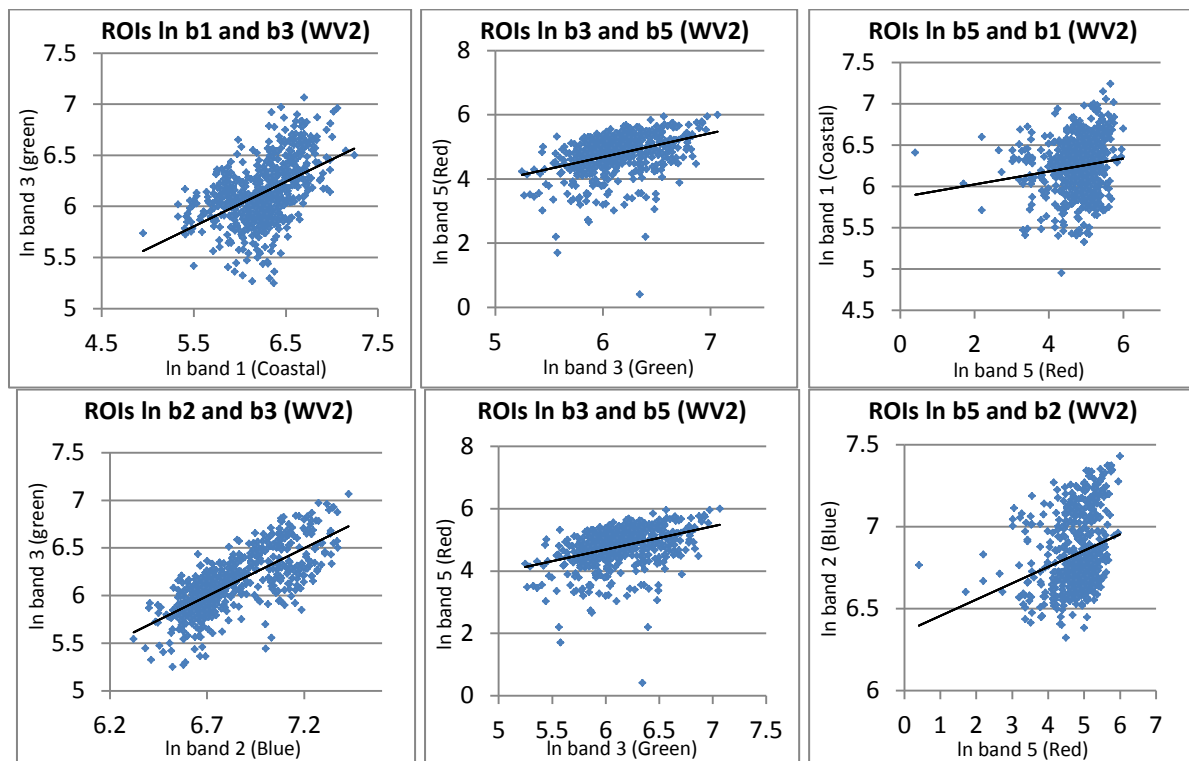 ROIs ln b1 and b3 (WV2)
7.5
7
6.5
6
5.5
5
ln band 3 (green)
4.5 5.5 6.5 7.5
ln band 1 (Coastal)
ROIs ln b3 and b5 (WV2)
8
6
4
2
0
ln band 5(Red)
5 6 7
ln band 3 (Green)
ROIs ln b5 and b1 (WV2)
7.5
7
6.5
6
5.5
5
4.5
ln band 1 (Coastal)
0 2 4 6
ln band 5 (Red)
ROIs ln b2 and b3 (WV2)
7.5
7
6.5
6
5.5
5
ln band 3 (green)
6.2 6.7 7.2
ln band 2 (Blue)
ROIs ln b3 and b5 (WV2)
8
6
4
2
0
ln band 5 (Red)
5 5.5 6 6.5 7 7.5
ln band 3 (Green)
ROIs ln b5 and b2 (WV2)
7.5
7
6.5
6
ln band 2 (Blue)
0 1 2 3 4 5 6 7
ln band 5 (Red)